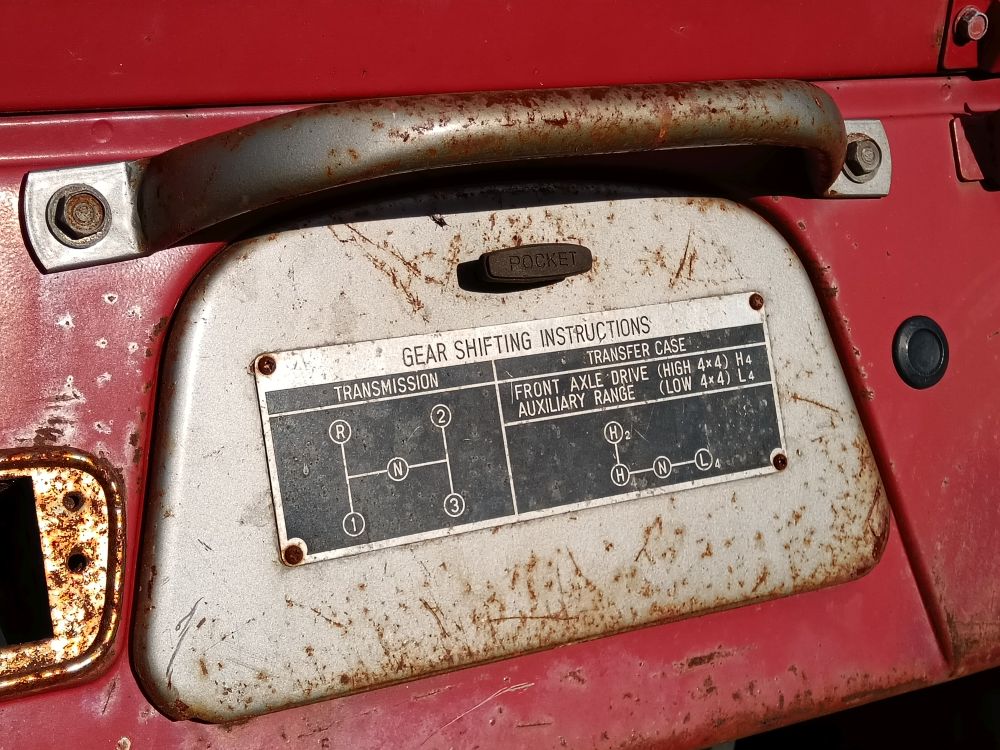 POCKET
GEAR SHIFTING INSTRUCTIONS
TRANSMISSION
R 2
N
1 3
TRANSFER CASE
FRONT AXLE DRIVE (HIGH 4×4) H4
AUXILIARY RANGE (LOW 4×4) L4
H2
H4 N L4